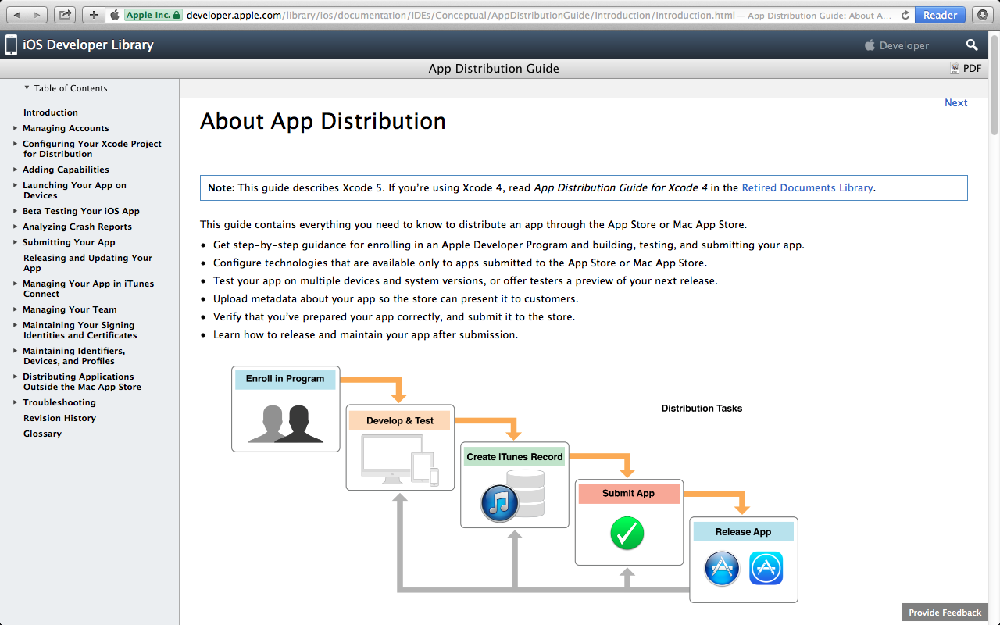 Apple Inc. developer.apple.com/library/ios/documentation/IDEs/Conceptual/AppDistributionGuide/Introduction/Introduction.html — App Distribution Guide: About A... Reader
iOS Developer Library
Developer
App Distribution Guide
PDF
Table of Contents
Introduction
Managing Accounts
Configuring Your Xcode Project
for Distribution
Adding Capabilities
Launching Your App on
Devices
Beta Testing Your iOS App
Analyzing Crash Reports
Submitting Your App
Releasing and Updating Your
App
Managing Your App in iTunes
Connect
Managing Your Team
Maintaining Your Signing
Identities and Certificates
Maintaining Identifiers,
Devices, and Profiles
Distributing Applications
Outside the Mac App Store
Troubleshooting
Revision History
Glossary
Next
About App Distribution
Note: This guide describes Xcode 5. If you’re using Xcode 4, read App Distribution Guide for Xcode 4 in the Retired Documents Library.
This guide contains everything you need to know to distribute an app through the App Store or Mac App Store.
• Get step-by-step guidance for enrolling in an Apple Developer Program and building, testing, and submitting your app.
• Configure technologies that are available only to apps submitted to the App Store or Mac App Store.
• Test your app on multiple devices and system versions, or offer testers a preview of your next release.
• Upload metadata about your app so the store can present it to customers.
• Verify that you’ve prepared your app correctly, and submit it to the store.
• Learn how to release and maintain your app after submission.
Enroll in Program
Distribution Tasks
Develop & Test
Create iTunes Record
Submit App
Release App
Provide Feedback